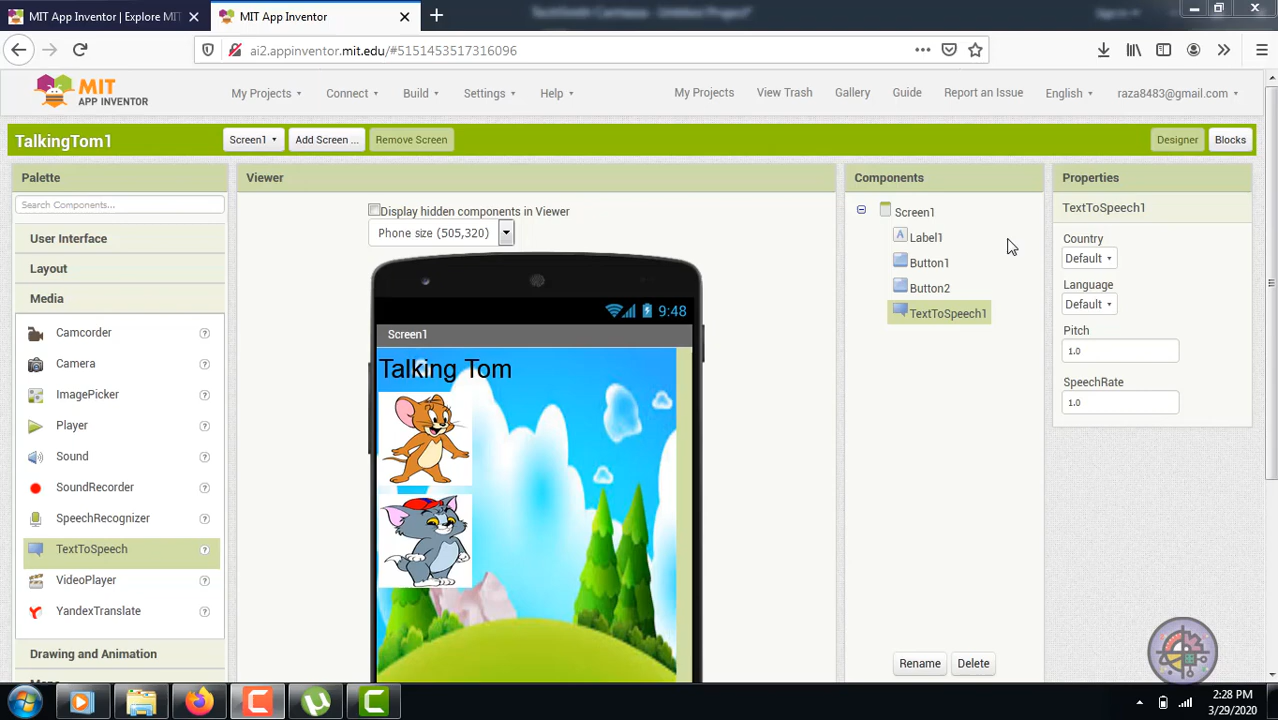 TechSmith Camtasia - Untitled Project*
MIT App Inventor | Explore MIT
MIT App Inventor
ai2.appinventor.mit.edu/#5151453517316096
MIT
APP INVENTOR
My Projects
Connect
Build
Settings
Help
My Projects
View Trash
Gallery
Guide
Report an Issue
English
raza8483@gmail.com
TalkingTom1
Screen1
Add Screen ...
Remove Screen
Designer
Blocks
Palette
Search Components...
User Interface
Layout
Media
Camcorder
Camera
ImagePicker
Player
Sound
SoundRecorder
SpeechRecognizer
TextToSpeech
VideoPlayer
YandexTranslate
Drawing and Animation
Viewer
Display hidden components in Viewer
Phone size (505,320)
9:48
Screen1
Talking Tom
Components
Screen1
Label1
Button1
Button2
TextToSpeech1
Rename
Delete
Properties
TextToSpeech1
Country
Default
Language
Default
Pitch
1.0
SpeechRate
1.0
2:28 PM
3/29/2020